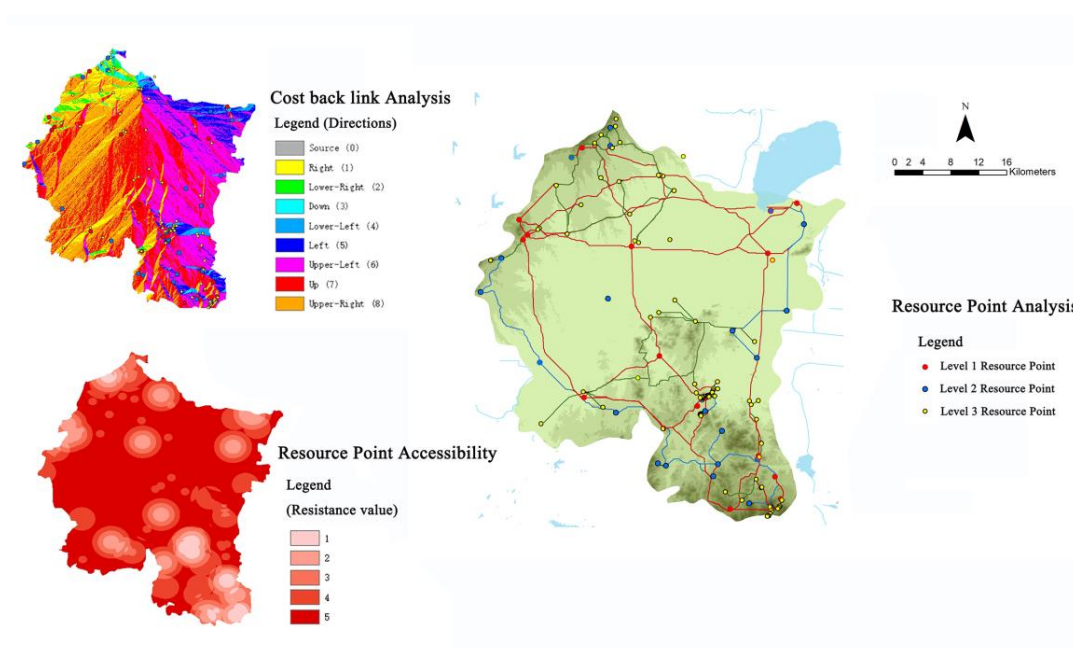 Cost back link Analysis
Legend (Directions)
Source (0)
Right (1)
Lower-Right (2)
Down (3)
Lower-Left (4)
Left (5)
Upper-Left (6)
Up (7)
Upper-Right (8)
Resource Point Accessibility
Legend
(Resistance value)
1
2
3
4
5
N
0 2 4 8 12 16
Kilometers
Resource Point Analysis
Legend
Level 1 Resource Point
Level 2 Resource Point
Level 3 Resource Point